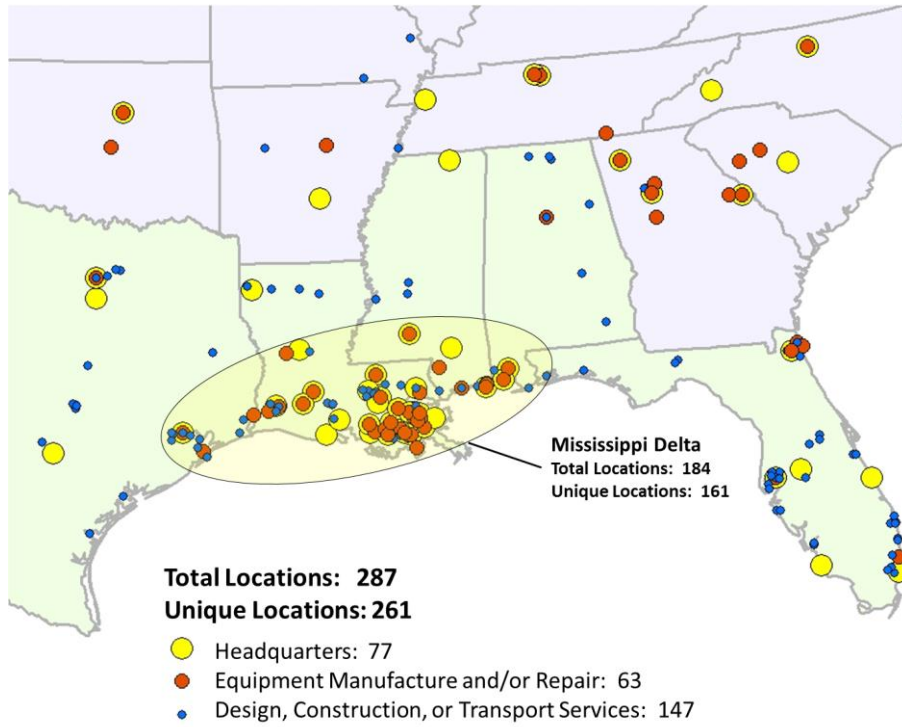 Mississippi Delta
Total Locations: 184
Unique Locations: 161
Total Locations: 287
Unique Locations: 261
Headquarters: 77
Equipment Manufacture and/or Repair: 63
Design, Construction, or Transport Services: 147